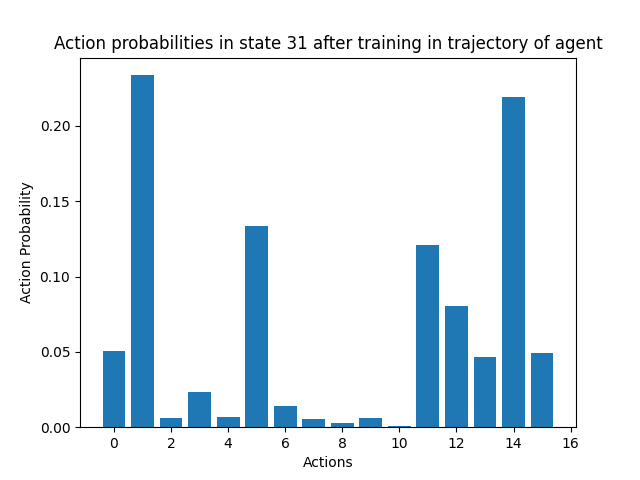 Action probabilities in state 31 after training in trajectory of agent
0.20
0.15
0.10
0.05
0.00
Action Probability
0 2 4 6 8 10 12 14 16
Actions